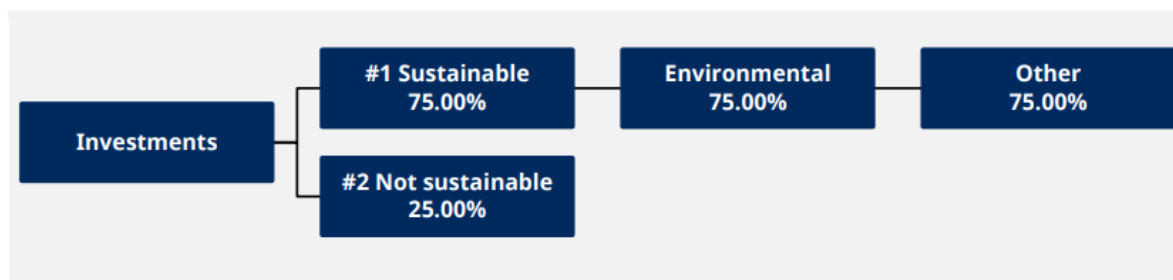 Investments
#1 Sustainable
75.00%
Environmental
75.00%
Other
75.00%
#2 Not sustainable
25.00%